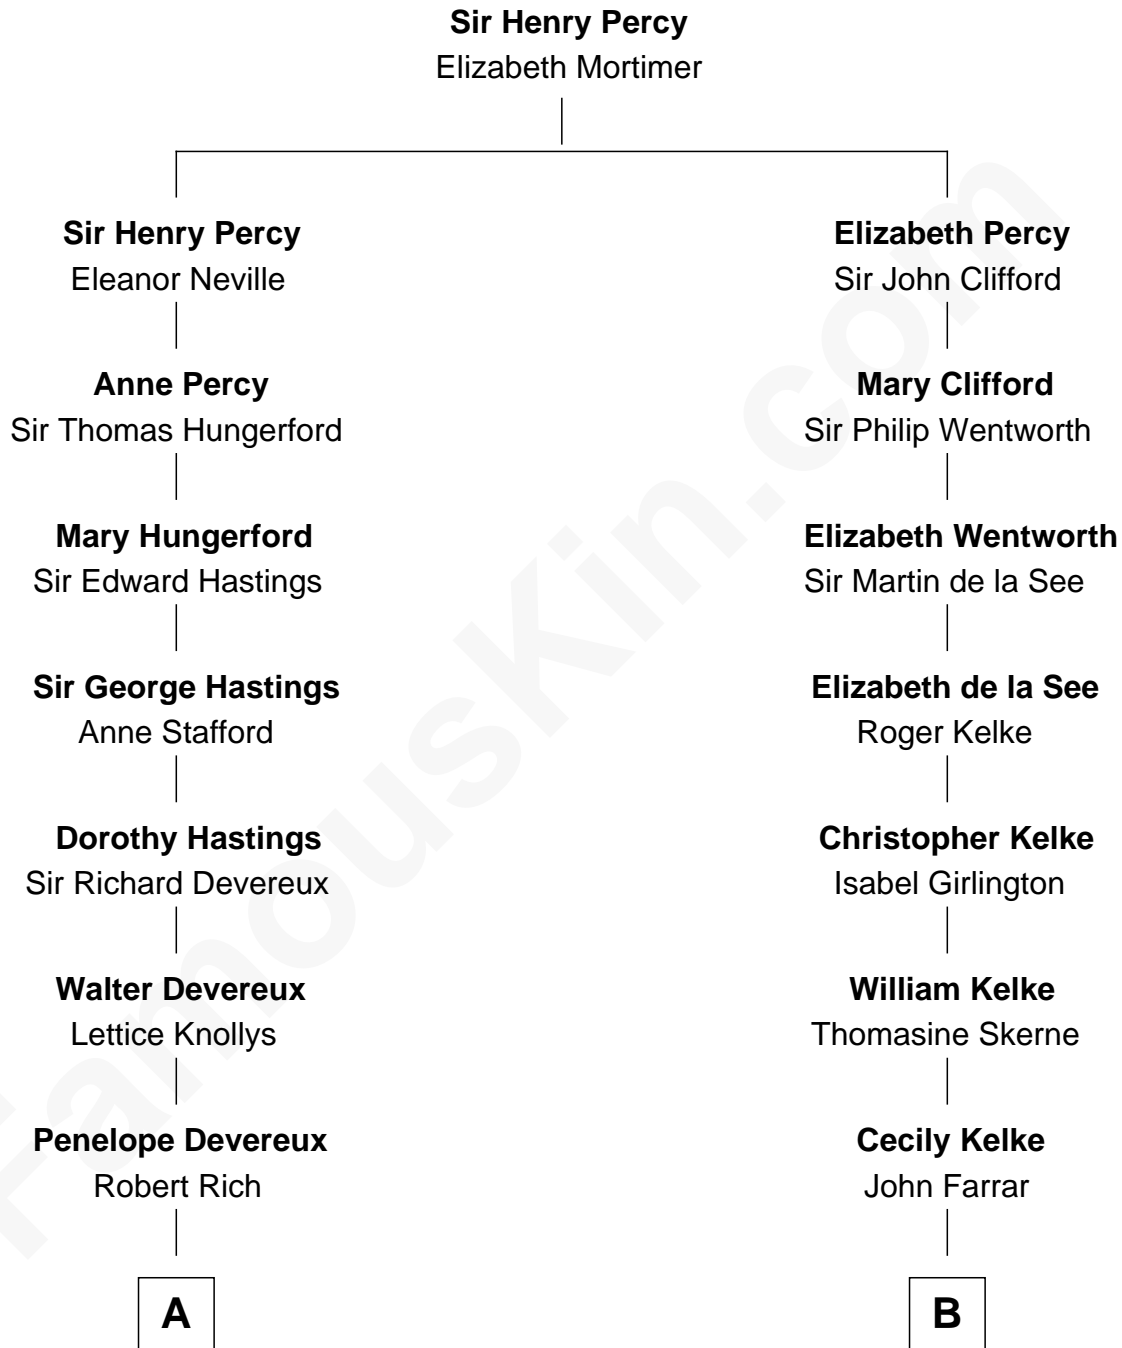 Sir Henry Percy
Elizabeth Mortimer
Sir Henry Percy
Eleanor Neville
Anne Percy
Sir Thomas Hungerford
Mary Hungerford
Sir Edward Hastings
Sir George Hastings
Anne Stafford
Dorothy Hastings
Sir Richard Devereux
Walter Devereux
Lettice Knollys
Penelope Devereux
Robert Rich
A
Elizabeth Percy
Sir John Clifford
Mary Clifford
Sir Philip Wentworth
Elizabeth Wentworth
Sir Martin de la See
Elizabeth de la See
Roger Kelke
Christopher Kelke
Isabel Girlington
William Kelke
Thomasine Skerne
Cecily Kelke
John Farrar
B
FamousKin.com